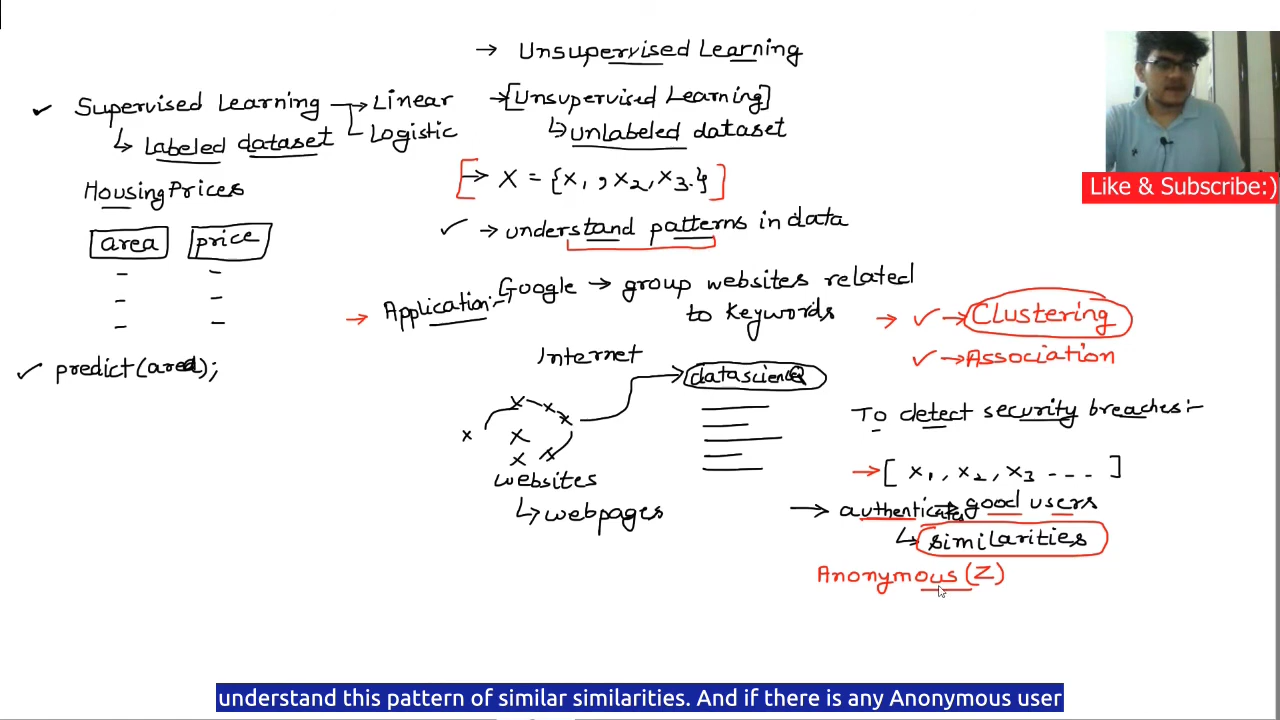 → Unsupervised Learning
✓ Supervised Learning → Linear
Logistic
↳ Labeled dataset
Housing Prices
area price
- -
- -
- -
✓ predict(area);
→ [Unsupervised Learning]
↳ unlabeled dataset
[→ X = {x1, x2, x3.}]
✓ → understand patterns in data
→ Application:- Google → group websites related
to keywords
→ ✓ → Clustering
✓ → Association
Internet
datascience
websites
↳ webpages
To detect security breaches:-
→ [ x1, x2, x3 - - - ]
→ authenticate → good users
↳ similarities
Anonymous (Z)
Like & Subscribe:)
understand this pattern of similar similarities. And if there is any Anonymous user